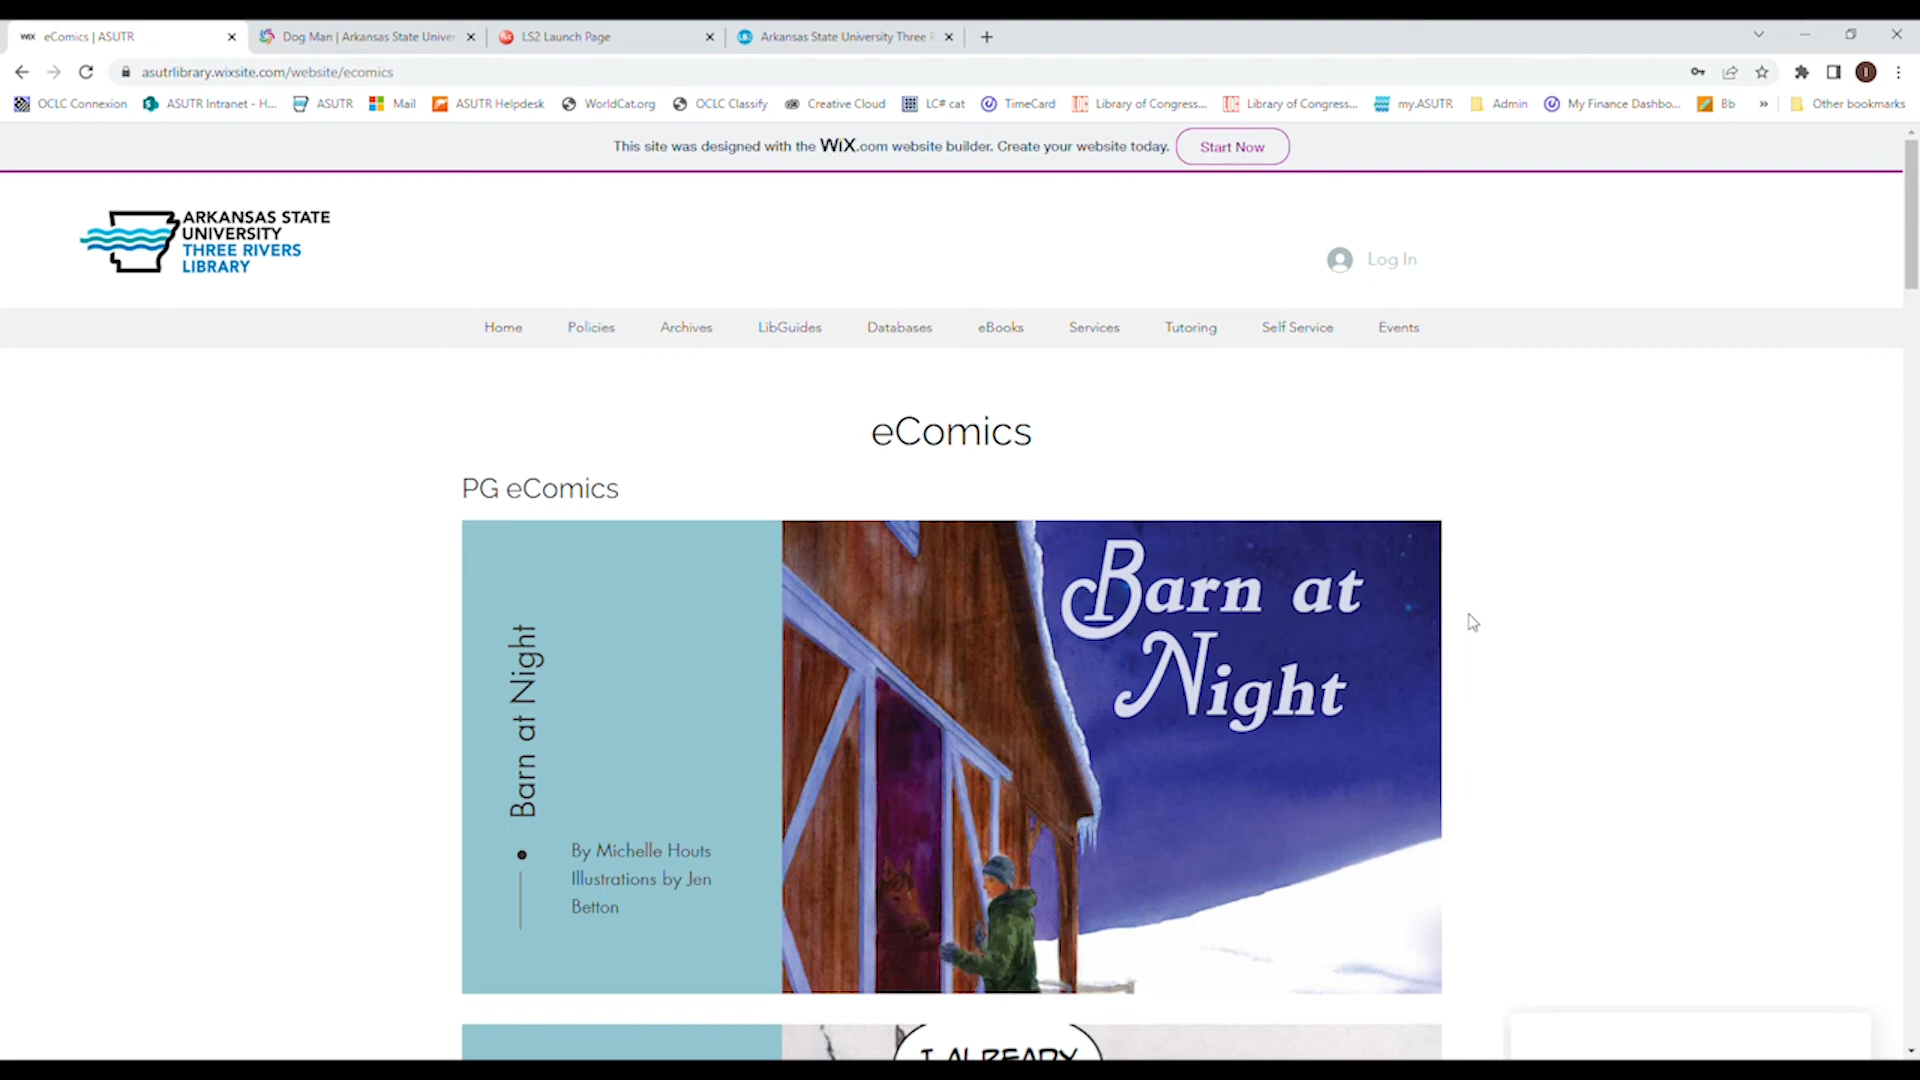 WiX eComics | ASUTR
Dog Man | Arkansas State Univer
LS2 Launch Page
Arkansas State University Three R
asutrlibrary.wixsite.com/website/ecomics
OCLC Connexion
ASUTR Intranet - H...
ASUTR
Mail
ASUTR Helpdesk
WorldCat.org
OCLC Classify
Creative Cloud
LC# cat
TimeCard
Library of Congress...
Library of Congress...
my.ASUTR
Admin
My Finance Dashbo...
Bb
»
Other bookmarks
This site was designed with the WiX.com website builder. Create your website today.
Start Now
ARKANSAS STATE
UNIVERSITY
THREE RIVERS
LIBRARY
Log In
Home
Policies
Archives
LibGuides
Databases
eBooks
Services
Tutoring
Self Service
Events
eComics
PG eComics
Barn at Night
By Michelle Houts
Illustrations by Jen
Betton
Barn at
Night
I ALREADY